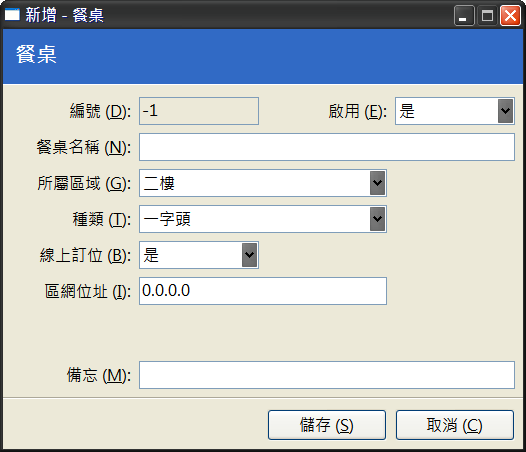 新增 - 餐桌
餐桌
編號 (D): -1 啟用 (E): 是
餐桌名稱 (N):
所屬區域 (G): 二樓
種類 (T): 一字頭
線上訂位 (B): 是
區網位址 (I): 0.0.0.0
備忘 (M):
儲存 (S) 取消 (C)